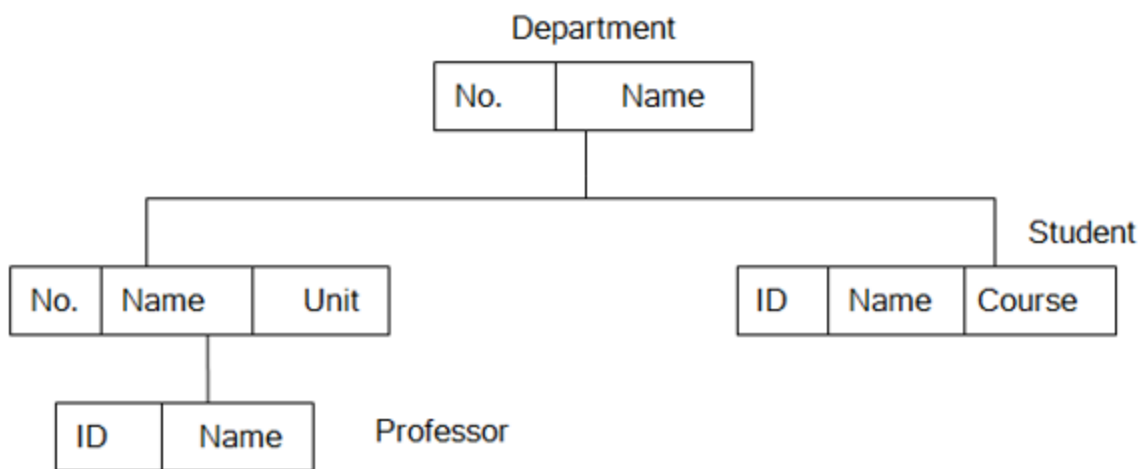 Department
No. Name
Student
No. Name Unit
ID Name Course
ID Name
Professor